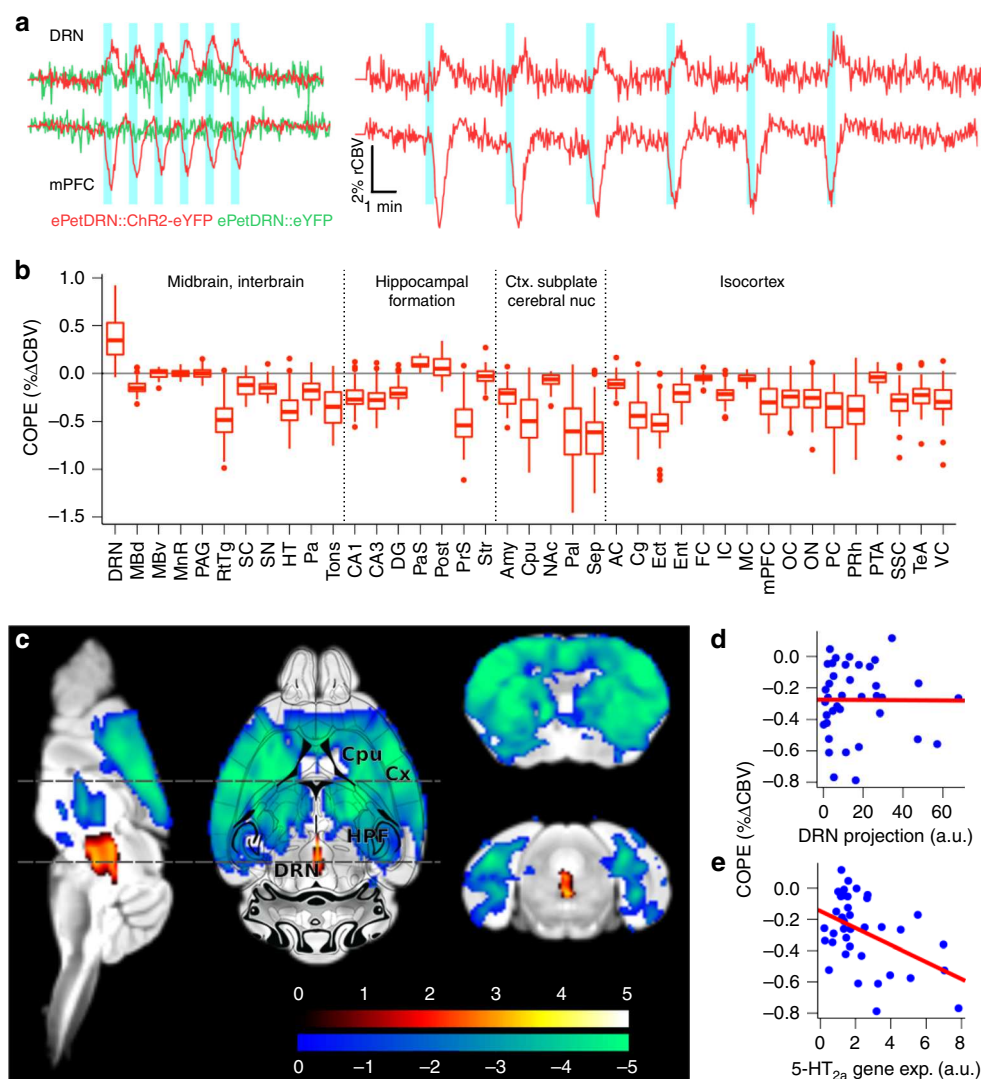 a
DRN
mPFC
2% rCBV
1 min
ePetDRN::ChR2-eYFP ePetDRN::eYFP
b
Midbrain, interbrain
Hippocampal
formation
Ctx. subplate
cerebral nuc
Isocortex
COPE (%ΔCBV)
1.0
0.5
0.0
−0.5
−1.0
−1.5
DRN
MBd
MBv
MnR
PAG
RtTg
SC
SN
HT
Pa
Tons
CA1
CA3
DG
PaS
Post
PrS
Str
Amy
Cpu
NAc
Pal
Sep
AC
Cg
Ect
Ent
FC
IC
MC
mPFC
OC
ON
PC
PRh
PTA
SSC
TeA
VC
c
Cpu
Cx
HPF
DRN
0 1 2 3 4 5
0 −1 −2 −3 −4 −5
d
0.0
−0.2
−0.4
−0.6
−0.8
0 20 40 60
DRN projection (a.u.)
COPE (%ΔCBV)
e
0.0
−0.2
−0.4
−0.6
−0.8
0 2 4 6 8
5-HT2a gene exp. (a.u.)